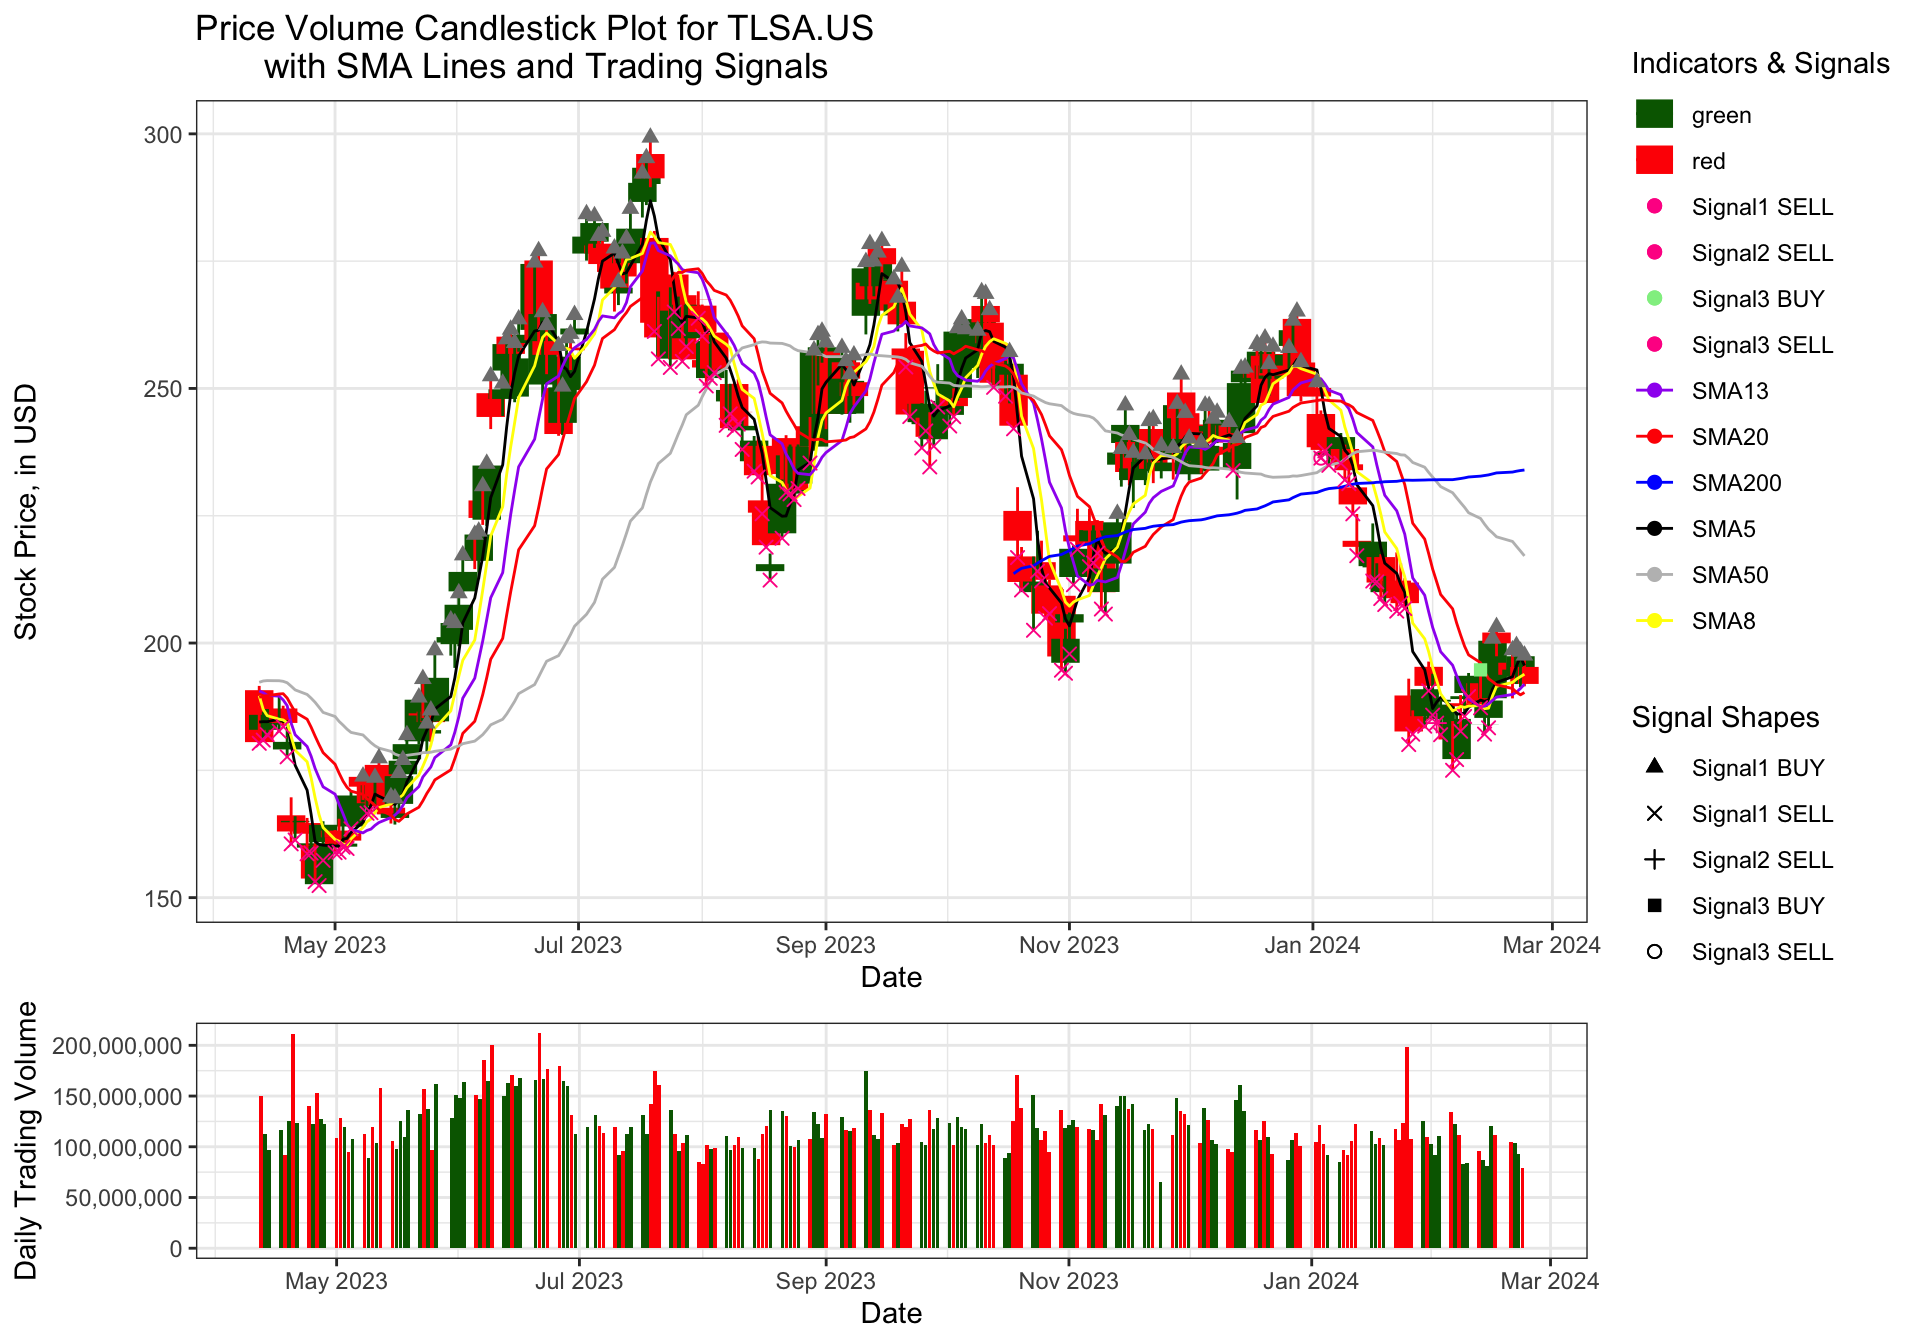 Price Volume Candlestick Plot for TLSA.US
with SMA Lines and Trading Signals
Stock Price, in USD
300
250
200
150
May 2023
Jul 2023
Sep 2023
Nov 2023
Jan 2024
Mar 2024
Date
Indicators & Signals
green
red
Signal1 SELL
Signal2 SELL
Signal3 BUY
Signal3 SELL
SMA13
SMA20
SMA200
SMA5
SMA50
SMA8
Signal Shapes
Signal1 BUY
Signal1 SELL
Signal2 SELL
Signal3 BUY
Signal3 SELL
Daily Trading Volume
200,000,000
150,000,000
100,000,000
50,000,000
0
May 2023
Jul 2023
Sep 2023
Nov 2023
Jan 2024
Mar 2024
Date